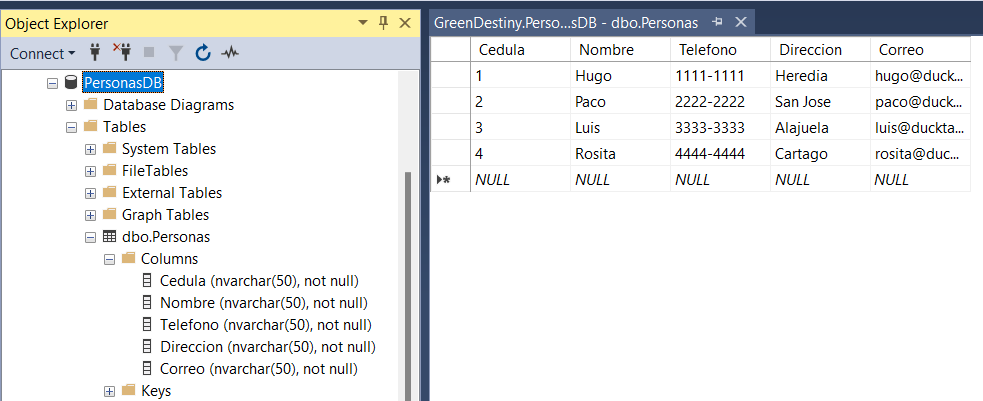 Object Explorer
Connect
PersonasDB
Database Diagrams
Tables
System Tables
FileTables
External Tables
Graph Tables
dbo.Personas
Columns
Cedula (nvarchar(50), not null)
Nombre (nvarchar(50), not null)
Telefono (nvarchar(50), not null)
Direccion (nvarchar(50), not null)
Correo (nvarchar(50), not null)
Keys
GreenDestiny.Perso...sDB - dbo.Personas
Cedula Nombre Telefono Direccion Correo
1 Hugo 1111-1111 Heredia hugo@duck...
2 Paco 2222-2222 San Jose paco@duck...
3 Luis 3333-3333 Alajuela luis@duckta...
4 Rosita 4444-4444 Cartago rosita@duc...
NULL NULL NULL NULL NULL